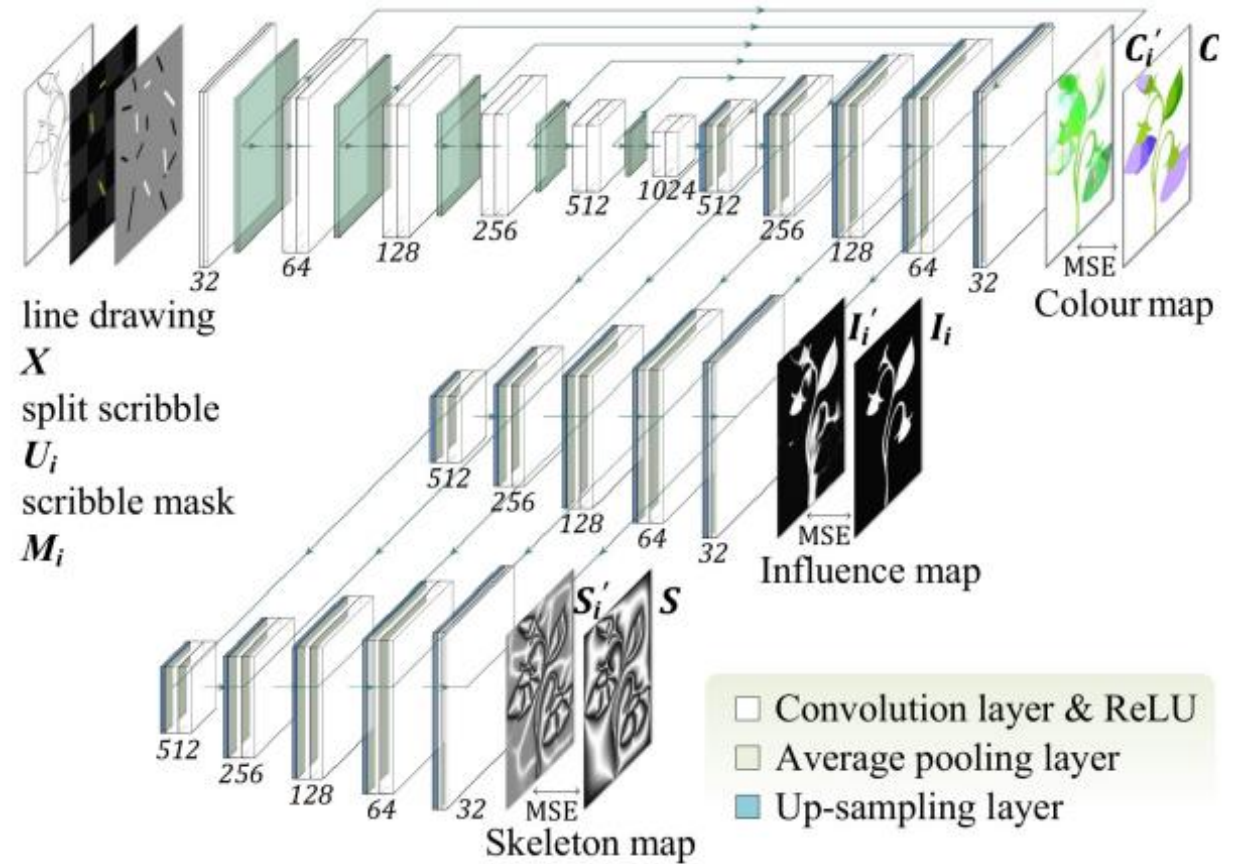 C_i' C
32 64 128 256 512 1024 512 256 128 64 32
MSE
Colour map
line drawing
X
split scribble
U_i
scribble mask
M_i
I_i' I_i
512 256 128 64 32
MSE
Influence map
S_i' S
512 256 128 64 32
MSE
Skeleton map
Convolution layer & ReLU
Average pooling layer
Up-sampling layer